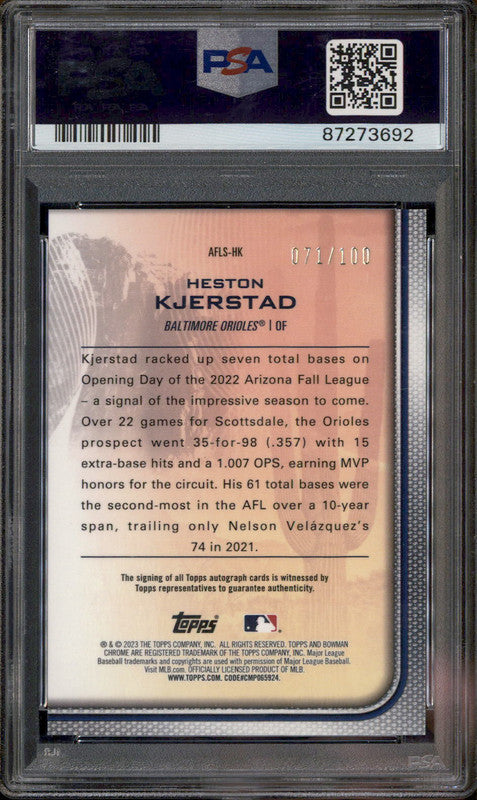 PSA
87273692
AFLS-HK
071/100
HESTON
KJERSTAD
BALTIMORE ORIOLES® | OF
Kjerstad racked up seven total bases on
Opening Day of the 2022 Arizona Fall League
– a signal of the impressive season to come.
Over 22 games for Scottsdale, the Orioles
prospect went 35-for-98 (.357) with 15
extra-base hits and a 1.007 OPS, earning MVP
honors for the circuit. His 61 total bases were
the second-most in the AFL over a 10-year
span, trailing only Nelson Velázquez's
74 in 2021.
The signing of all Topps autograph cards is witnessed by
Topps representatives to guarantee authenticity.
Topps
® & © 2023 THE TOPPS COMPANY, INC. ALL RIGHTS RESERVED. TOPPS AND BOWMAN
CHROME ARE REGISTERED TRADEMARKS OF THE TOPPS COMPANY, INC. Major League
Baseball trademarks and copyrights are used with permission of Major League Baseball.
Visit MLB.com. OFFICIALLY LICENSED PRODUCT OF MLB.
WWW.TOPPS.COM. CODE#CMP065924.
PSA